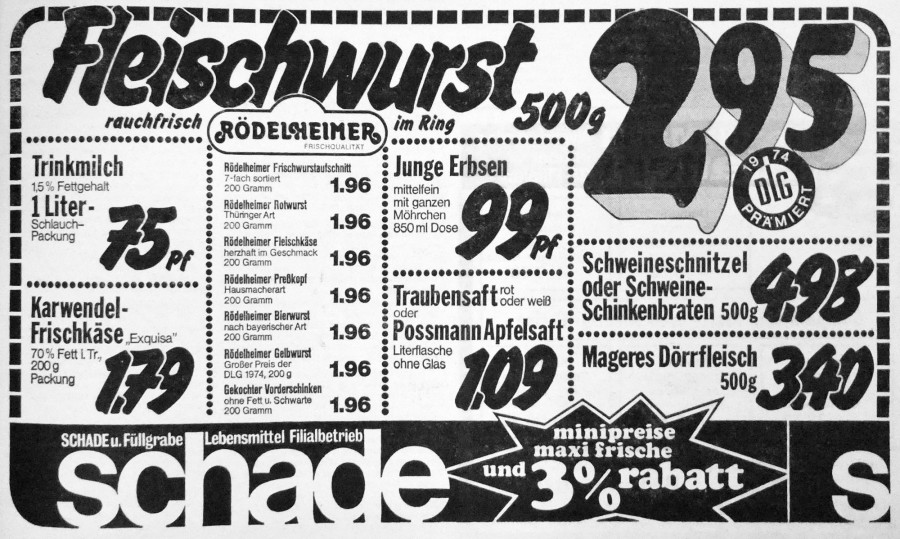 Fleischwurst
rauchfrisch
RÖDELHEIMER
FRISCHQUALITÄT
im Ring
500g
2.95
1974
DLG
PRÄMIERT
Trinkmilch
1,5% Fettgehalt
1 Liter-
Schlauch-
Packung
75 Pf
Karwendel-
Frischkäse „Exquisa"
70% Fett i. Tr.,
200 g
Packung
1.79
Rödelheimer Frischwurstaufschnitt
7-fach sortiert
200 Gramm 1.96
Rödelheimer Rotwurst
Thüringer Art
200 Gramm 1.96
Rödelheimer Fleischkäse
herzhaft im Geschmack
200 Gramm 1.96
Rödelheimer Preßkopf
Hausmacherart
200 Gramm 1.96
Rödelheimer Bierwurst
nach bayerischer Art
200 Gramm 1.96
Rödelheimer Gelbwurst
Großer Preis der
DLG 1974, 200 g 1.96
Gekochter Vorderschinken
ohne Fett u. Schwarte
200 Gramm 1.96
Junge Erbsen
mittelfein
mit ganzen
Möhrchen
850 ml Dose
99 Pf
Traubensaft rot
oder weiß
oder
Possmann Apfelsaft
Literflasche
ohne Glas
1.09
Schweineschnitzel
oder Schweine-
Schinkenbraten 500g
4.98
Mageres Dörrfleisch
500g
3.40
SCHADE u. Füllgrabe Lebensmittel Filialbetrieb
schade
minipreise
maxi frische
und 3% rabatt
s